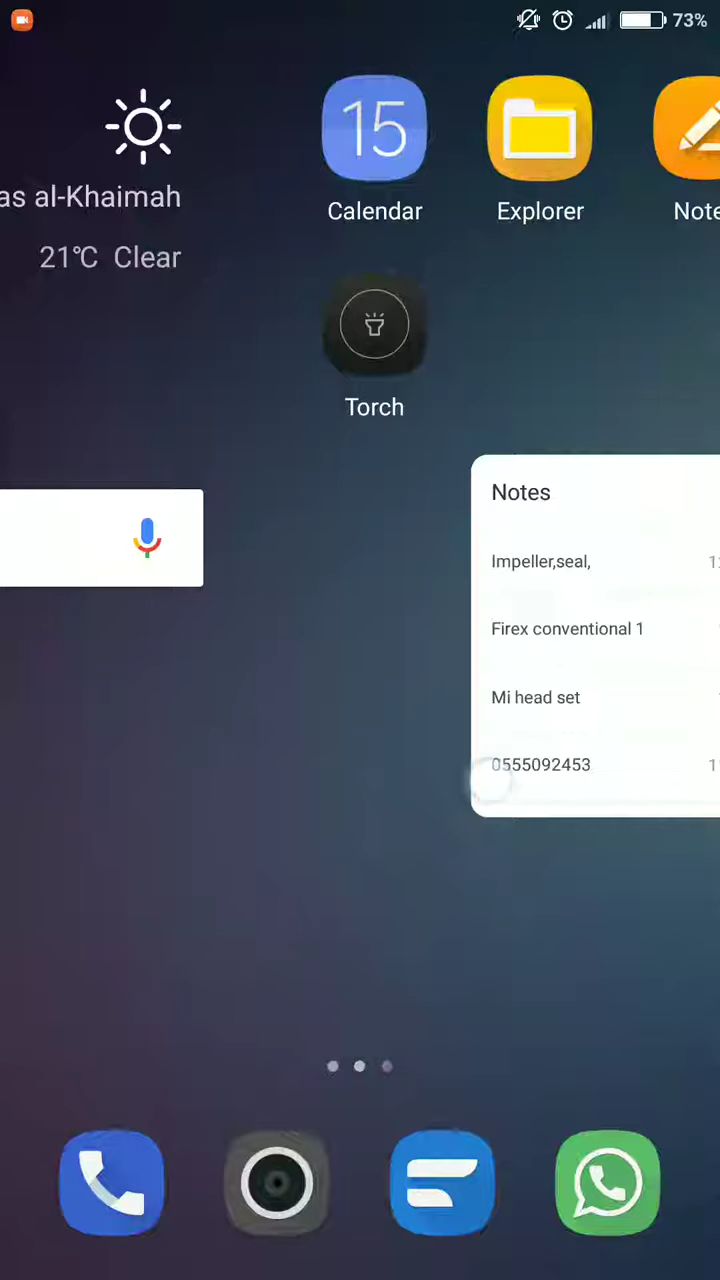 73%
as al-Khaimah
21℃ Clear
15
Calendar
Explorer
Note
Torch
Notes
Impeller,seal,
Firex conventional 1
Mi head set
0555092453